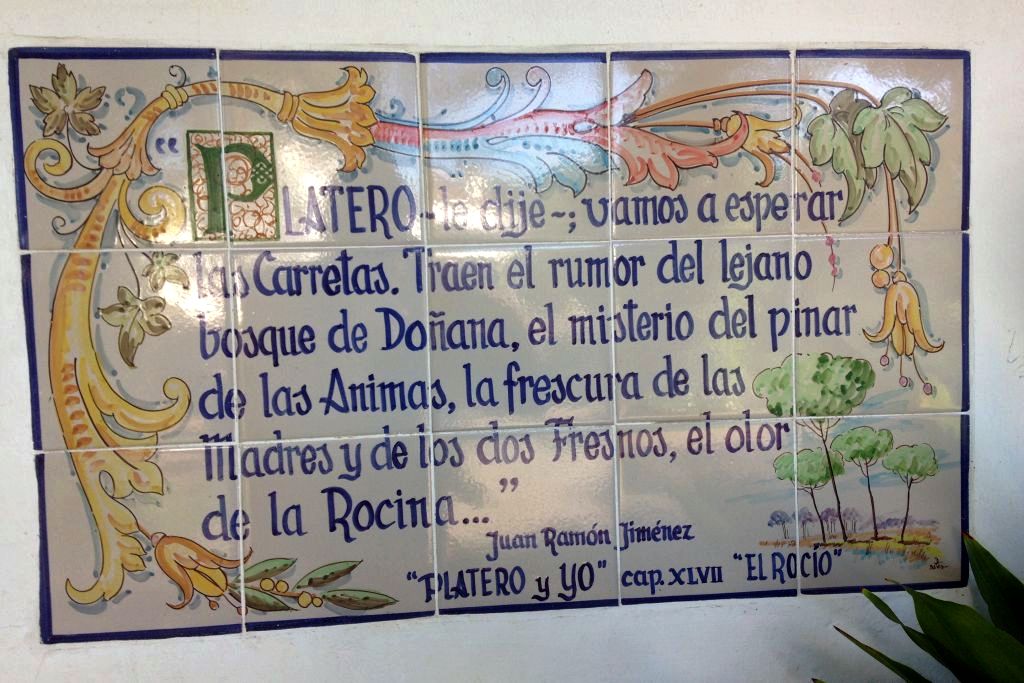 “PLATERO -le dije-; vamos a esperar
las Carretas. Traen el rumor del lejano
bosque de Doñana, el misterio del pinar
de las Animas, la frescura de las
Madres y de los dos Fresnos, el olor
de la Rocina...”
Juan Ramón Jiménez
“PLATERO y YO” cap. XLVII “EL ROCÍO”